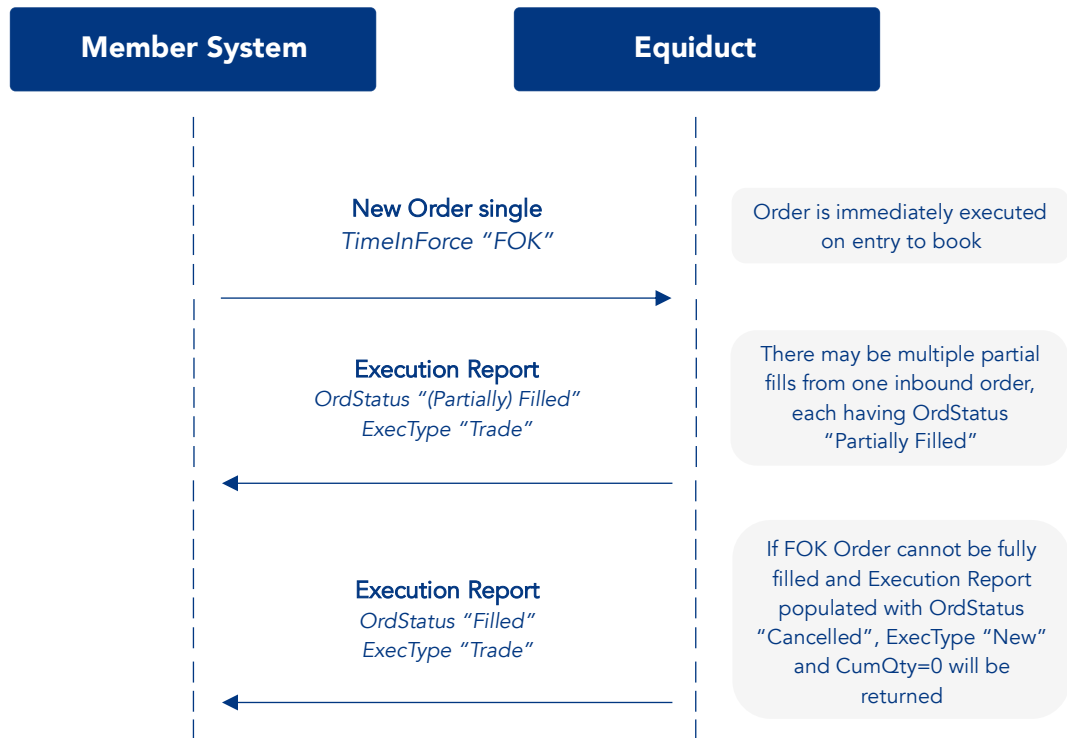 Member System
Equiduct
New Order single
TimeInForce “FOK”
Order is immediately executed
on entry to book
Execution Report
OrdStatus “(Partially) Filled”
ExecType “Trade”
There may be multiple partial
fills from one inbound order,
each having OrdStatus
“Partially Filled”
Execution Report
OrdStatus “Filled”
ExecType “Trade”
If FOK Order cannot be fully
filled and Execution Report
populated with OrdStatus
“Cancelled”, ExecType “New”
and CumQty=0 will be
returned